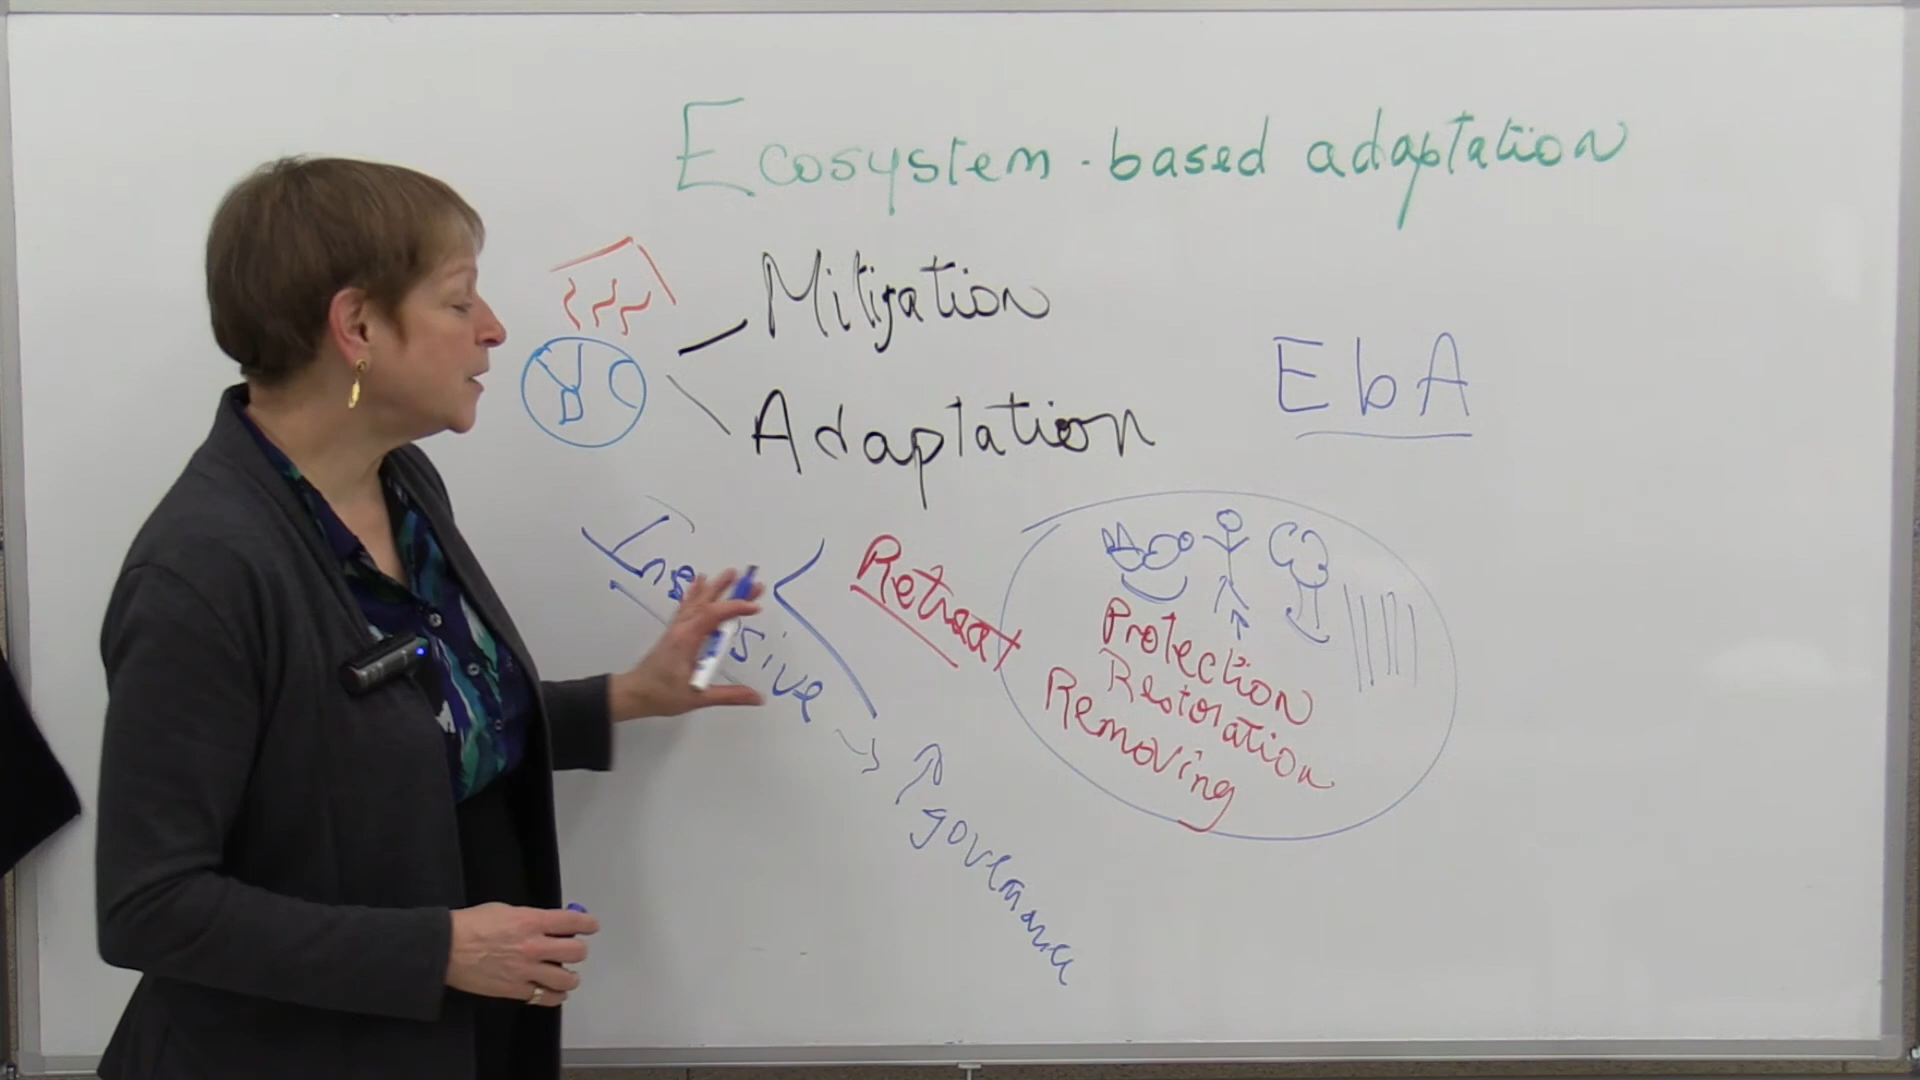 Ecosystem-based adaptation
Mitigation
EbA
Adaptation
Retreat
Protection
Restoration
Removing
governance